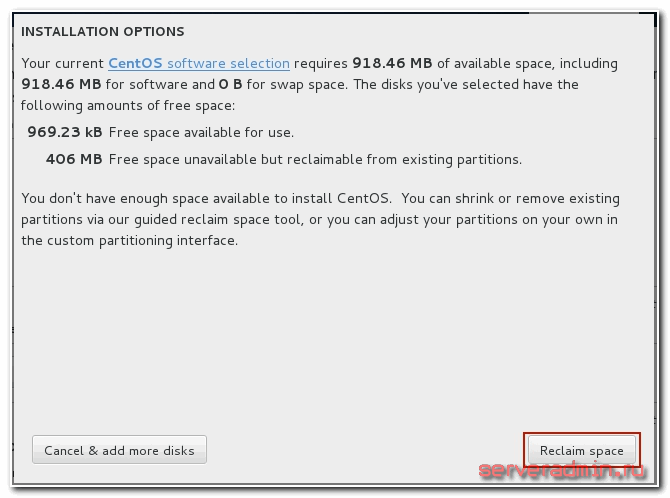 INSTALLATION OPTIONS
Your current CentOS software selection requires 918.46 MB of available space, including
918.46 MB for software and 0 B for swap space. The disks you've selected have the
following amounts of free space:
969.23 kB Free space available for use.
406 MB Free space unavailable but reclaimable from existing partitions.
You don't have enough space available to install CentOS.  You can shrink or remove existing
partitions via our guided reclaim space tool, or you can adjust your partitions on your own in
the custom partitioning interface.
Cancel & add more disks
Reclaim space
serveradmin.ru